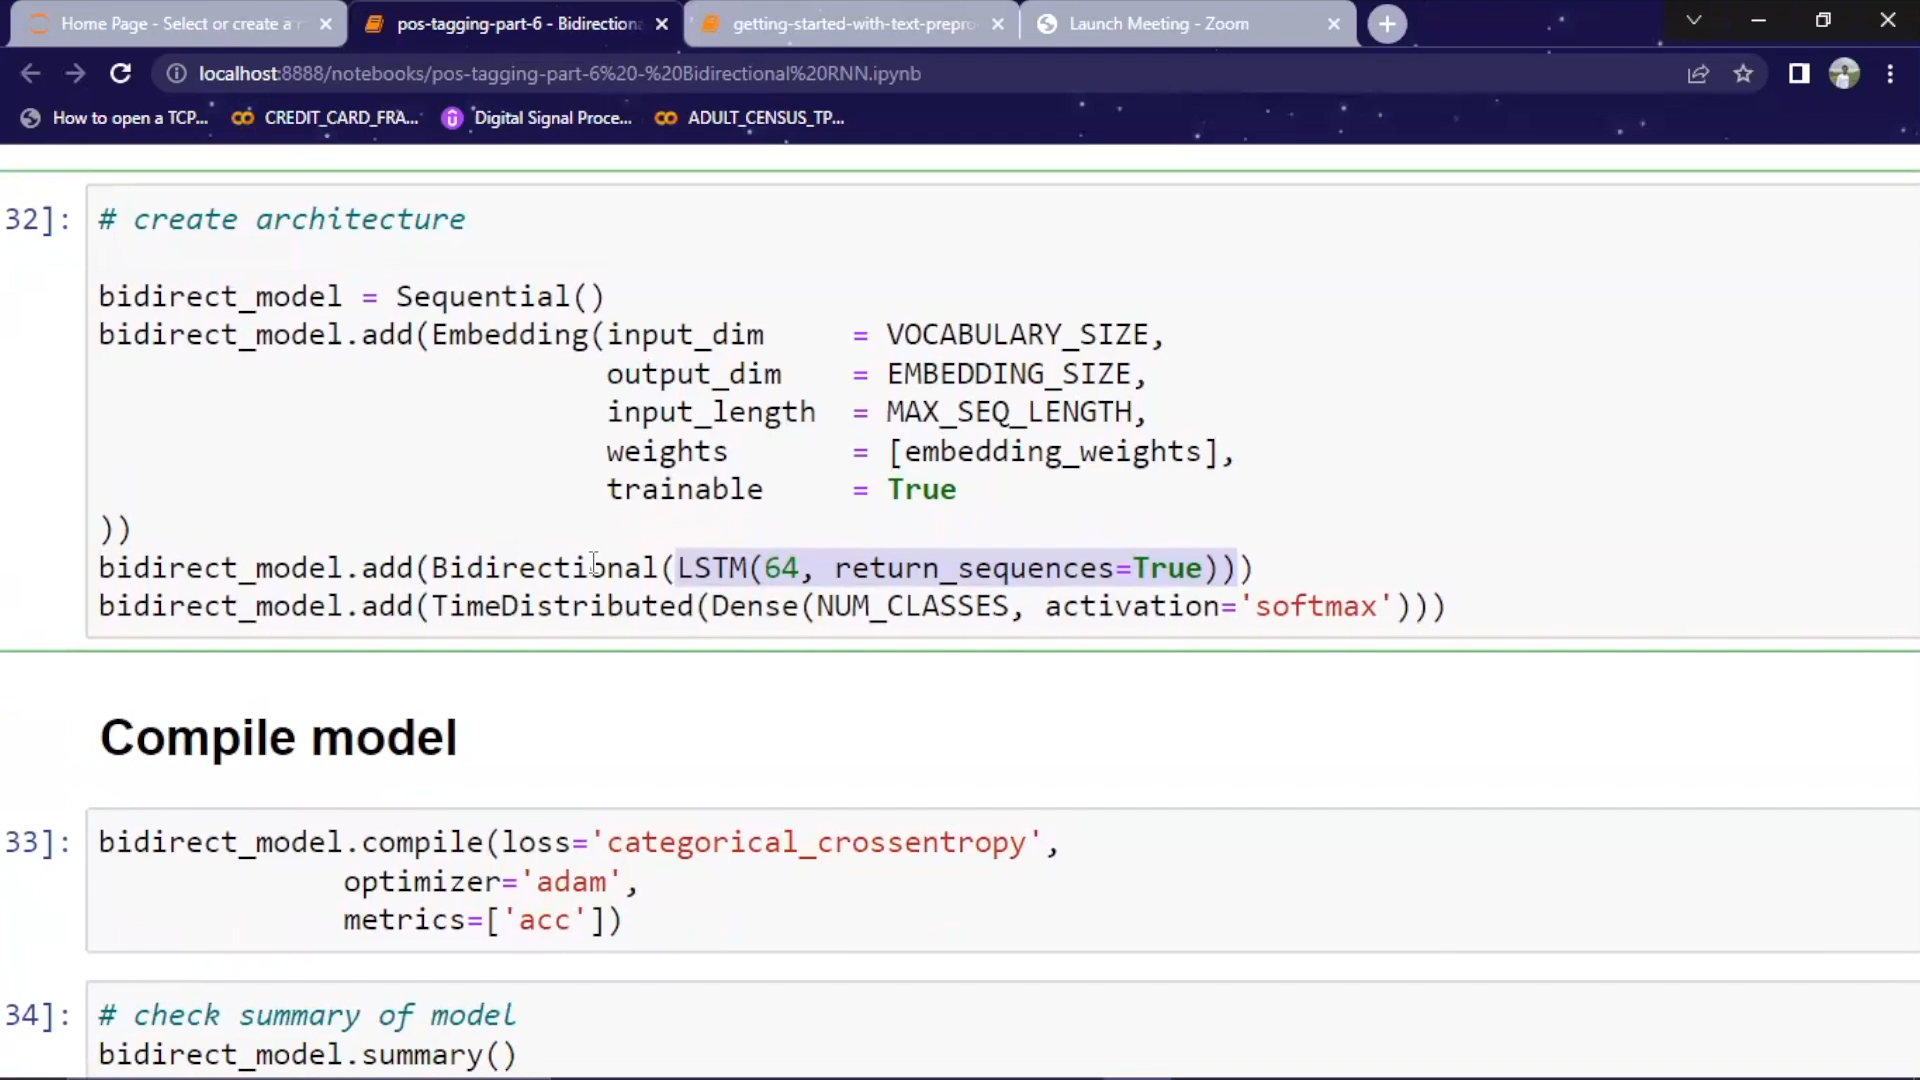 Home Page - Select or create a n
pos-tagging-part-6 - Bidirectiona
getting-started-with-text-prepro
Launch Meeting - Zoom
localhost:8888/notebooks/pos-tagging-part-6%20-%20Bidirectional%20RNN.ipynb
How to open a TCP...
CREDIT_CARD_FRA...
Digital Signal Proce...
ADULT_CENSUS_TP...
32]:
# create architecture
bidirect_model = Sequential()
bidirect_model.add(Embedding(input_dim = VOCABULARY_SIZE,
output_dim = EMBEDDING_SIZE,
input_length = MAX_SEQ_LENGTH,
weights = [embedding_weights],
trainable = True
))
bidirect_model.add(Bidirectional(LSTM(64, return_sequences=True)))
bidirect_model.add(TimeDistributed(Dense(NUM_CLASSES, activation='softmax')))
Compile model
33]:
bidirect_model.compile(loss='categorical_crossentropy',
optimizer='adam',
metrics=['acc'])
34]:
# check summary of model
bidirect_model.summary()